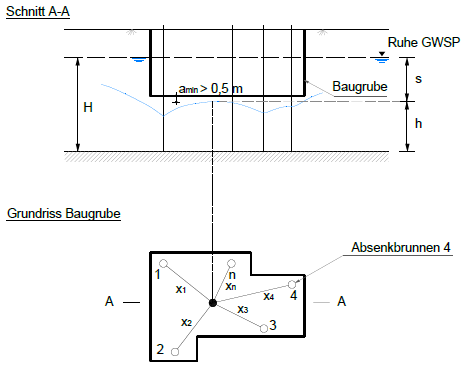 Schnitt A-A
Ruhe GWSP
amin > 0,5 m
Baugrube
s
H
h
Grundriss Baugrube
Absenkbrunnen 4
1
n
x1
xn
x4
4
A
A
x2
x3
3
2